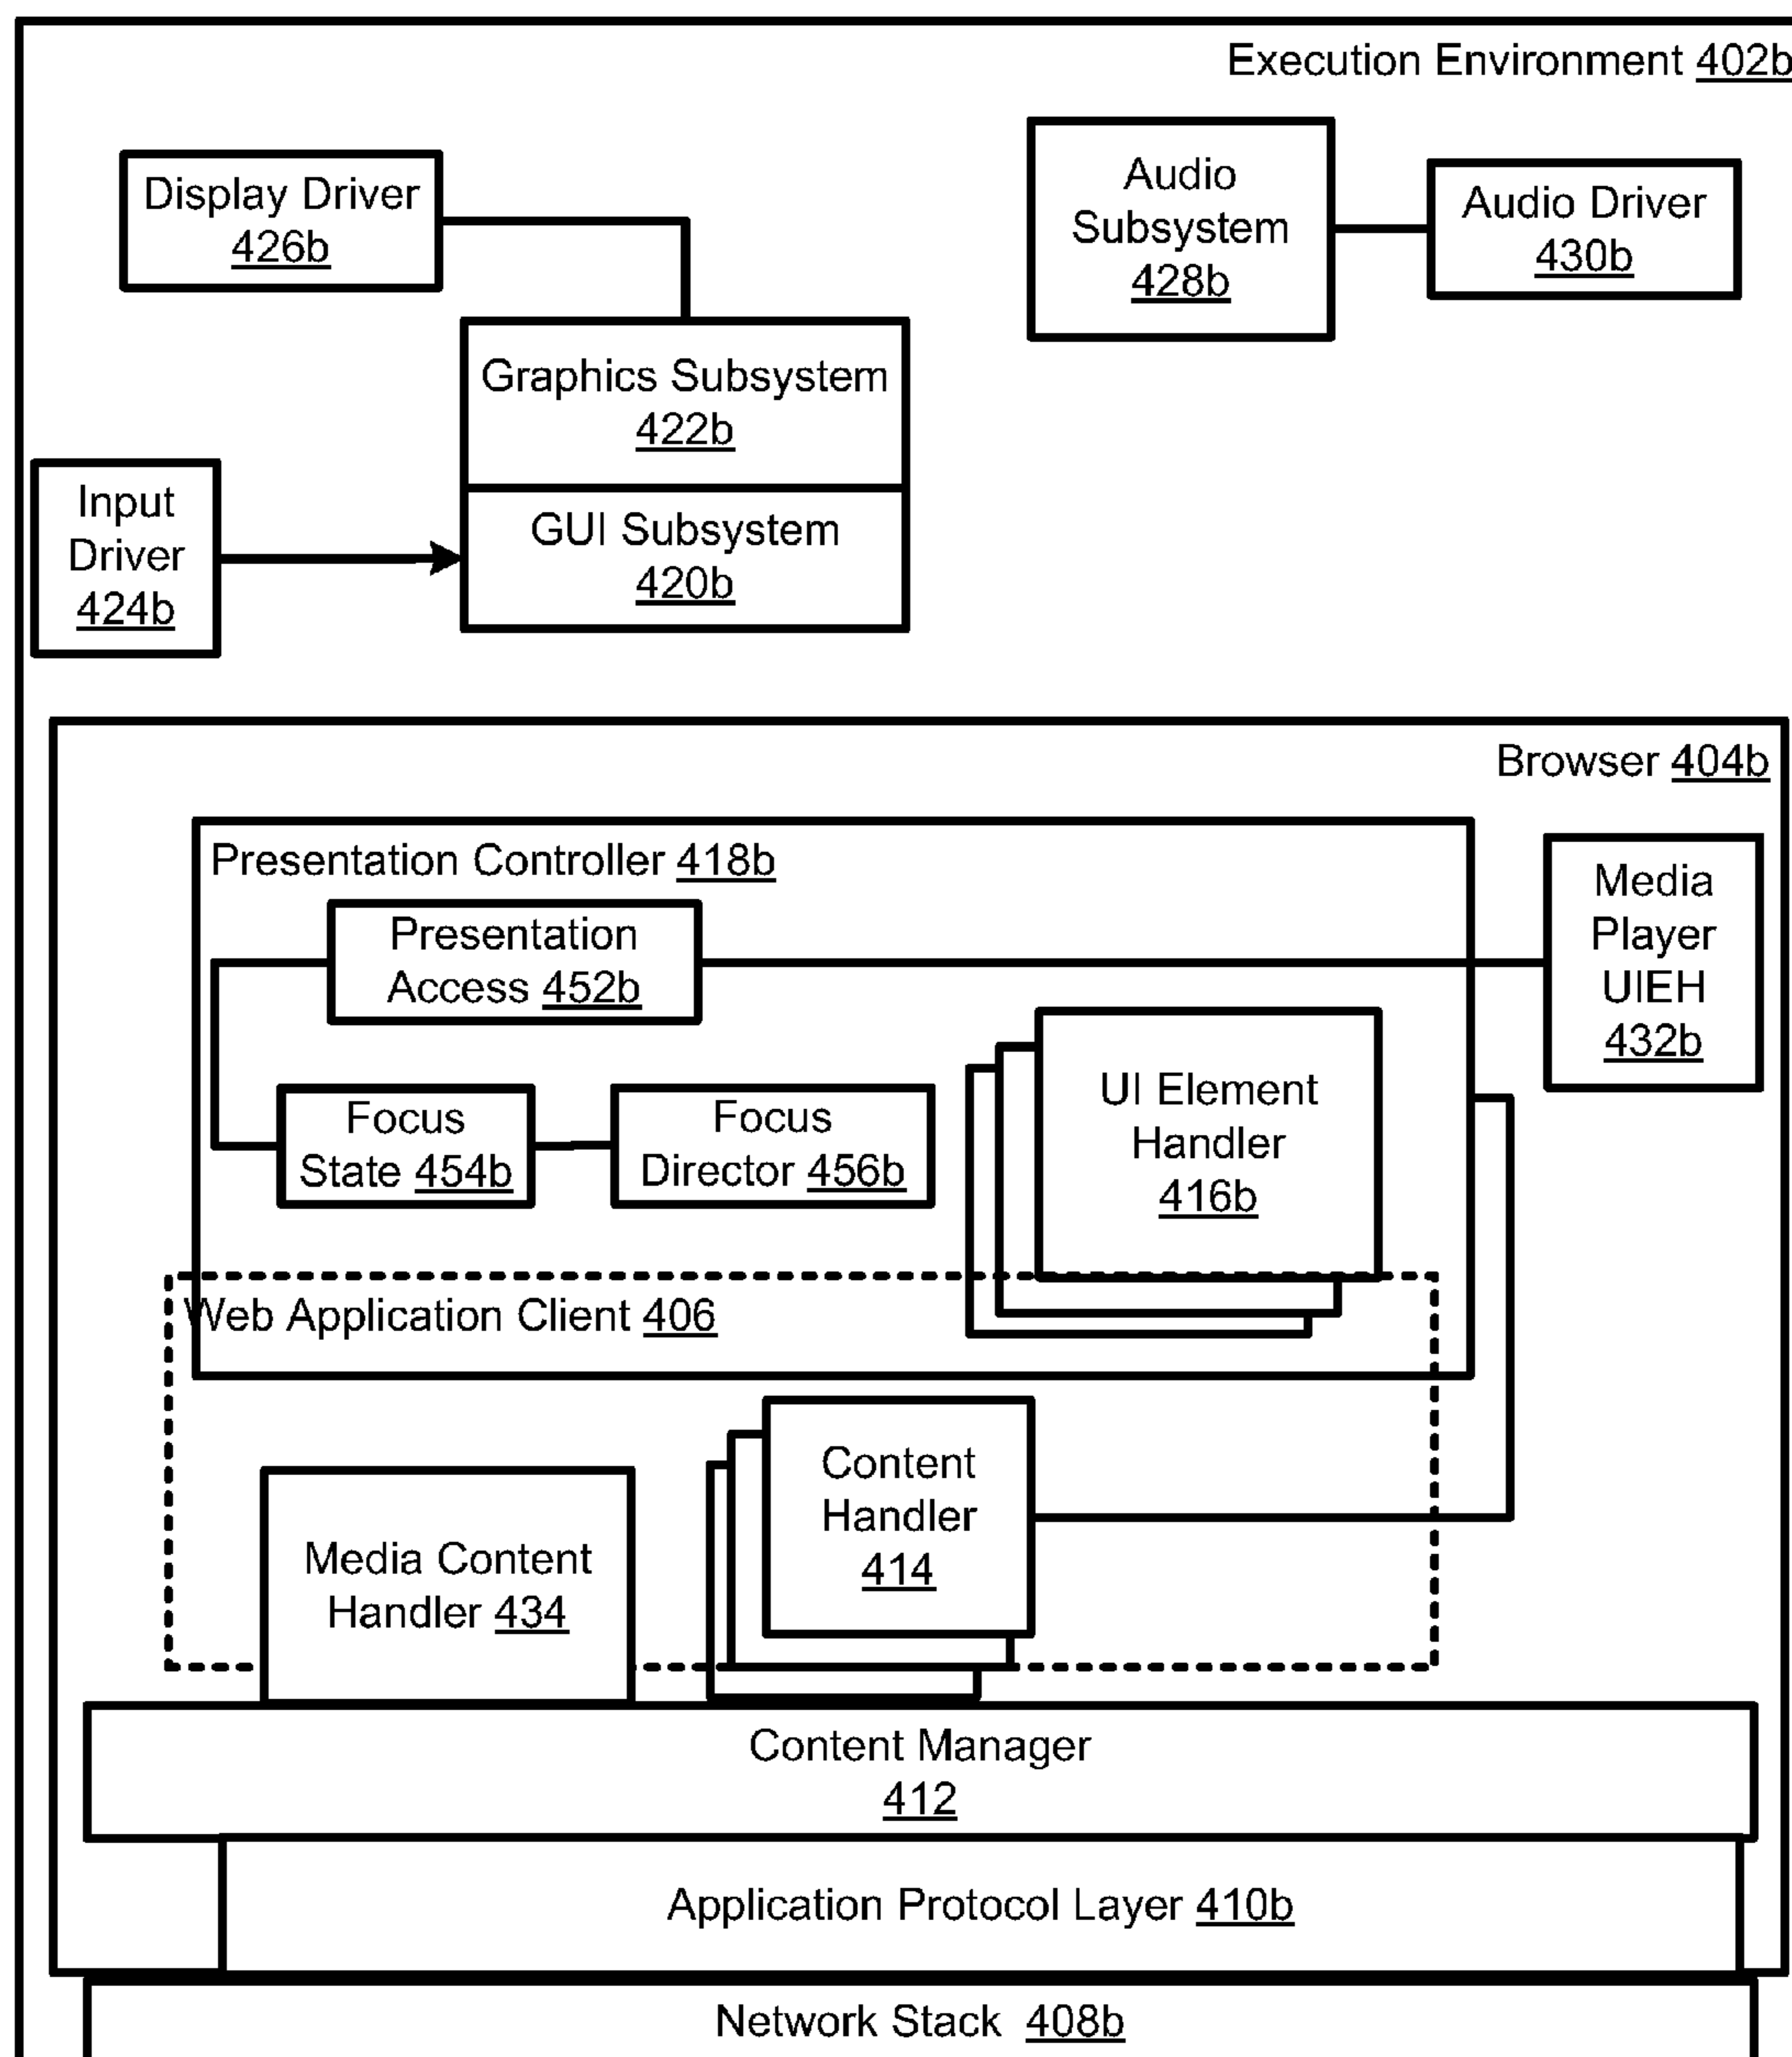 Execution Environment 402b
Display Driver
426b
Audio
Subsystem
428b
Audio Driver
430b
Graphics Subsystem
422b
Input
Driver
424b
GUI Subsystem
420b
Browser 404b
Presentation Controller 418b
Presentation
Access 452b
Media
Player
UIEH
432b
Focus
State 454b
Focus
Director 456b
UI Element
Handler
416b
Web Application Client 406
Content
Handler
414
Media Content
Handler 434
Content Manager
412
Application Protocol Layer 410b
Network Stack 408b